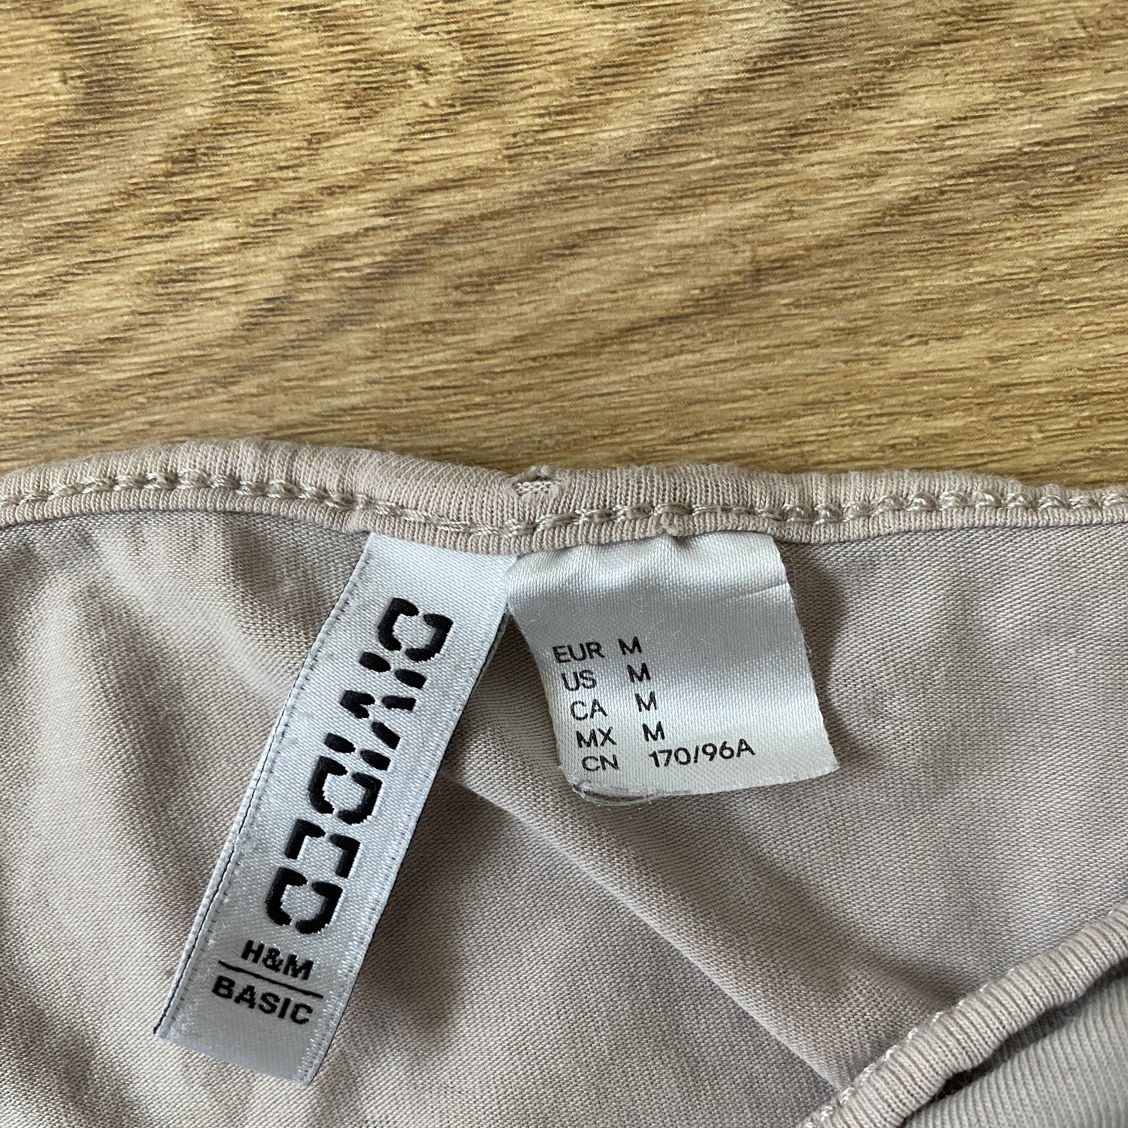 DIVIDED
H&M
BASIC
EUR M
US M
CA M
MX M
CN 170/96A